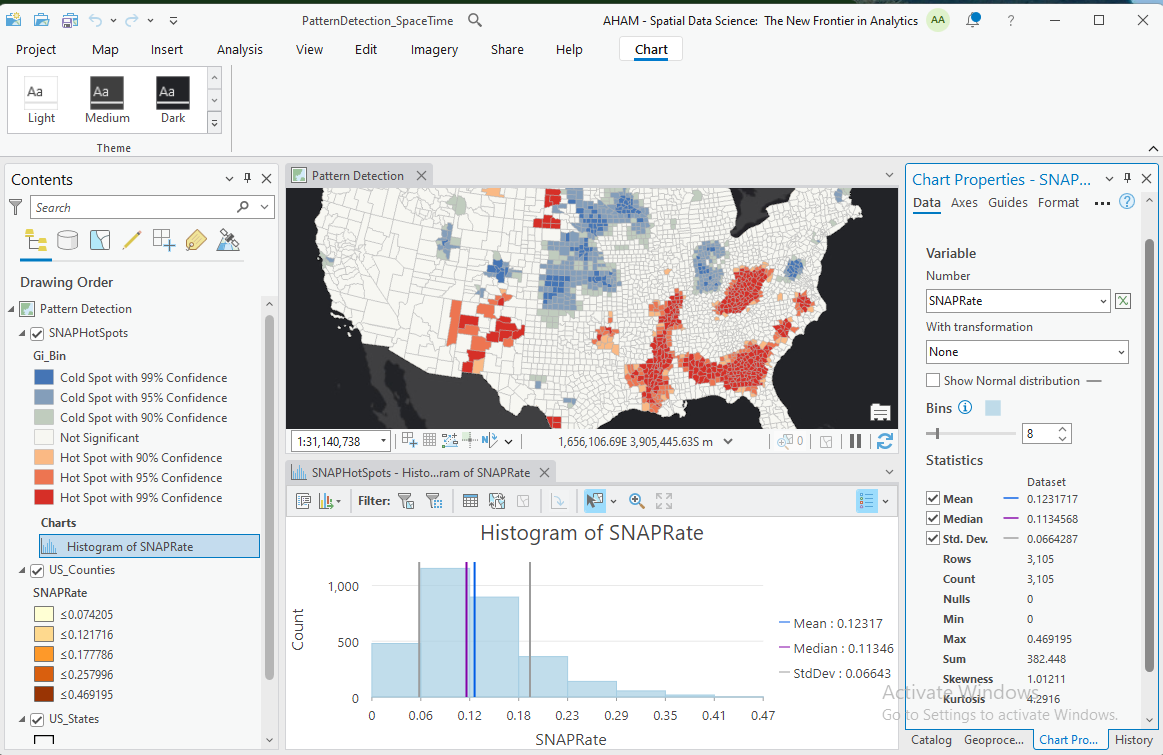 PatternDetection_SpaceTime
AHAM - Spatial Data Science: The New Frontier in Analytics
AA
?
Project
Map
Insert
Analysis
View
Edit
Imagery
Share
Help
Chart
Aa
Light
Aa
Medium
Aa
Dark
Theme
Contents
Search
Drawing Order
Pattern Detection
SNAPHotSpots
Gi_Bin
Cold Spot with 99% Confidence
Cold Spot with 95% Confidence
Cold Spot with 90% Confidence
Not Significant
Hot Spot with 90% Confidence
Hot Spot with 95% Confidence
Hot Spot with 99% Confidence
Charts
Histogram of SNAPRate
US_Counties
SNAPRate
≤0.074205
≤0.121716
≤0.177786
≤0.257996
≤0.469195
US_States
Pattern Detection
1:31,140,738
1,656,106.69E 3,905,445.63S m
0
SNAPHotSpots - Histo...ram of SNAPRate
Filter:
Histogram of SNAPRate
Count
1,000
500
0
0 0.06 0.12 0.18 0.23 0.29 0.35 0.41 0.47
SNAPRate
Mean : 0.12317
Median : 0.11346
StdDev : 0.06643
Chart Properties - SNAP...
Data Axes Guides Format ...
?
Variable
Number
SNAPRate
With transformation
None
Show Normal distribution
Bins
8
Statistics
Dataset
Mean 0.1231717
Median 0.1134568
Std. Dev. 0.0664287
Rows 3,105
Count 3,105
Nulls 0
Min 0
Max 0.469195
Sum 382.448
Skewness 1.01211
Kurtosis 4.2916
Activate Windows
Go to Settings to activate Windows.
Catalog
Geoproce...
Chart Pro...
History